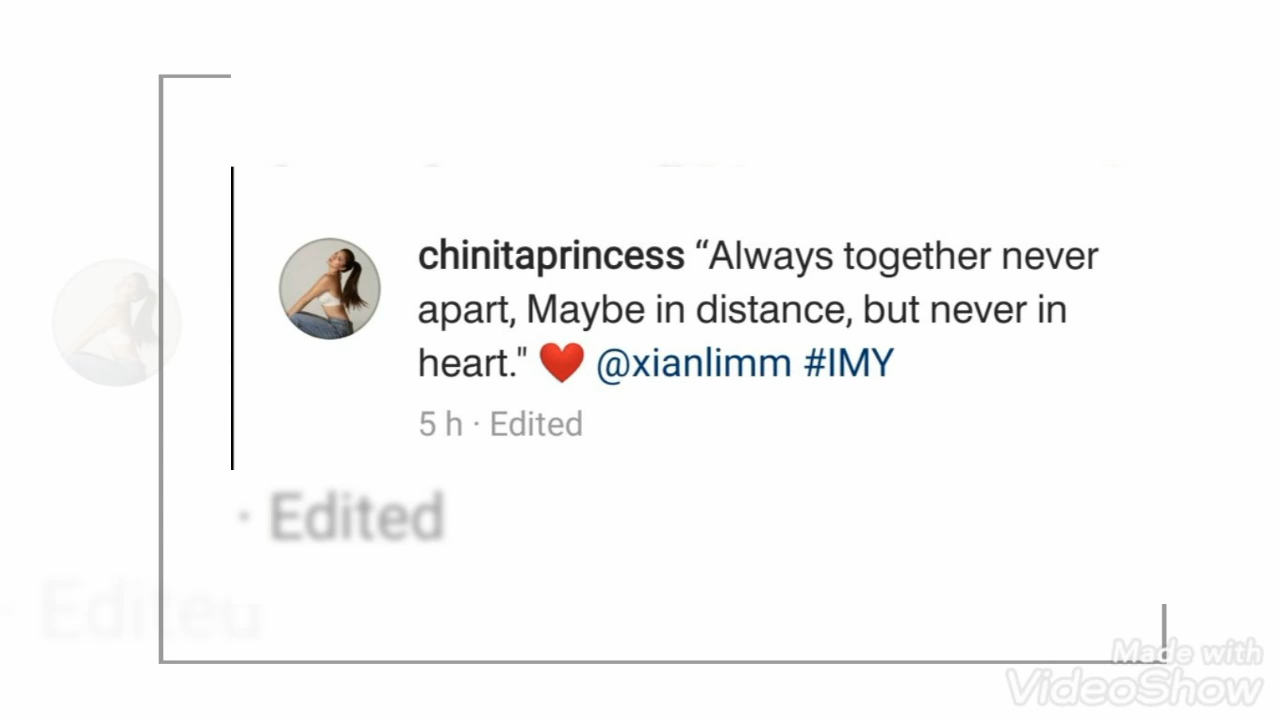 chinitaprincess “Always together never
apart, Maybe in distance, but never in
heart." ❤️ @xianlimm #IMY
5 h · Edited
· Edited
Edited
Made with
VideoShow